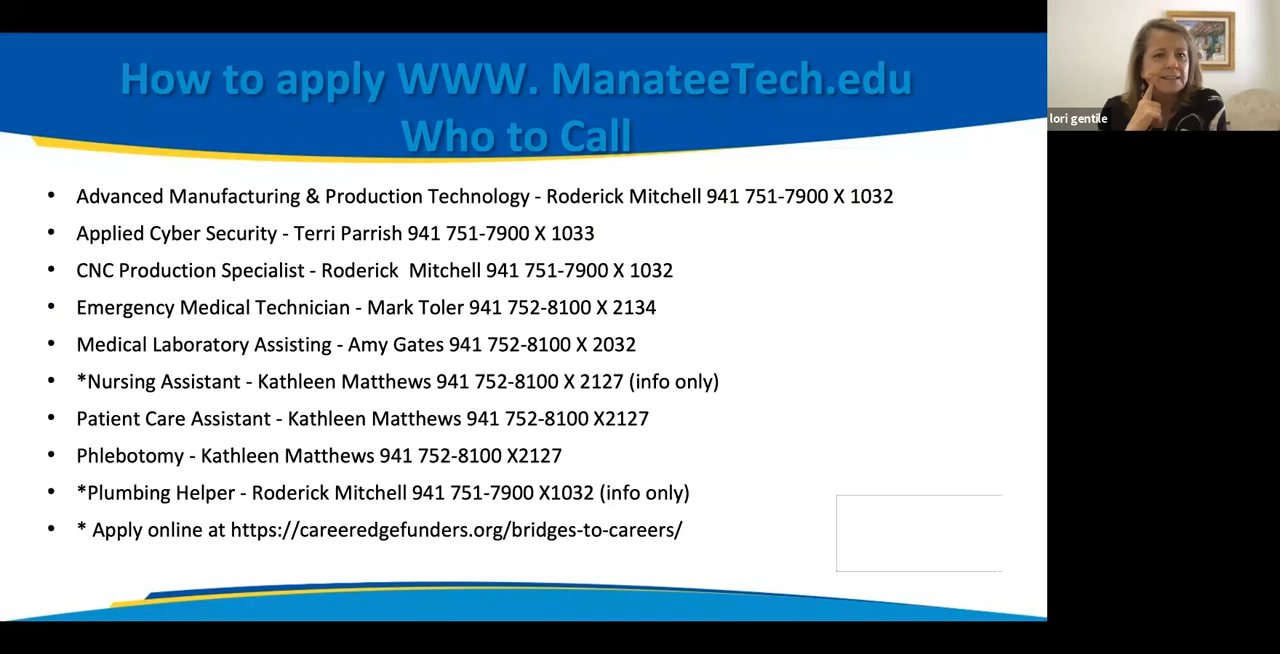 How to apply WWW. ManateeTech.edu
Who to Call
lori gentile
• Advanced Manufacturing & Production Technology - Roderick Mitchell 941 751-7900 X 1032
• Applied Cyber Security - Terri Parrish 941 751-7900 X 1033
• CNC Production Specialist - Roderick  Mitchell 941 751-7900 X 1032
• Emergency Medical Technician - Mark Toler 941 752-8100 X 2134
• Medical Laboratory Assisting - Amy Gates 941 752-8100 X 2032
• *Nursing Assistant - Kathleen Matthews 941 752-8100 X 2127 (info only)
• Patient Care Assistant - Kathleen Matthews 941 752-8100 X2127
• Phlebotomy - Kathleen Matthews 941 752-8100 X2127
• *Plumbing Helper - Roderick Mitchell 941 751-7900 X1032 (info only)
• * Apply online at https://careeredgefunders.org/bridges-to-careers/